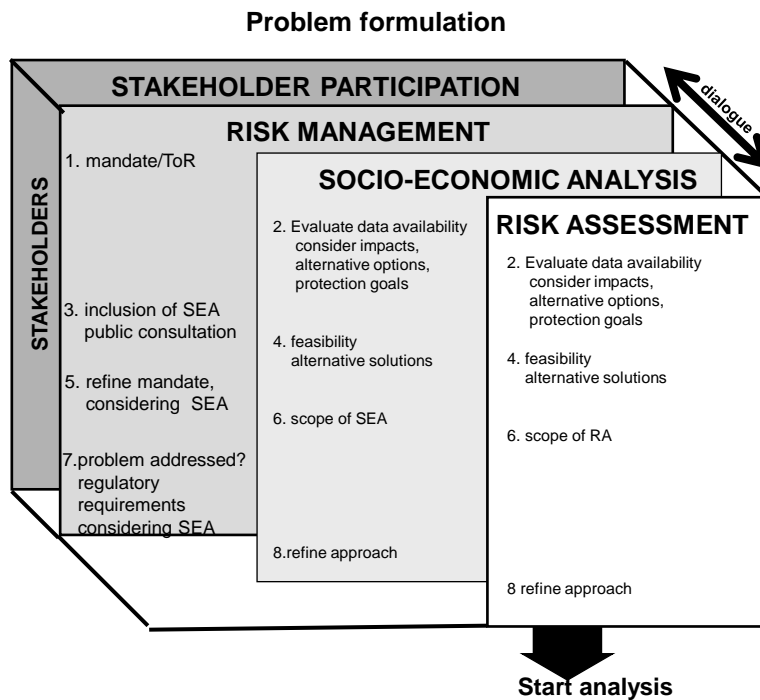 Problem formulation
STAKEHOLDER PARTICIPATION
dialogue
STAKEHOLDERS
RISK MANAGEMENT
1. mandate/ToR
3. inclusion of SEA
public consultation
5. refine mandate,
considering SEA
7.problem addressed?
regulatory
requirements
considering SEA
SOCIO-ECONOMIC ANALYSIS
2. Evaluate data availability
consider impacts,
alternative options,
protection goals
4. feasibility
alternative solutions
6. scope of SEA
8.refine approach
RISK ASSESSMENT
2. Evaluate data availability
consider impacts,
alternative options,
protection goals
4. feasibility
alternative solutions
6. scope of RA
8 refine approach
Start analysis